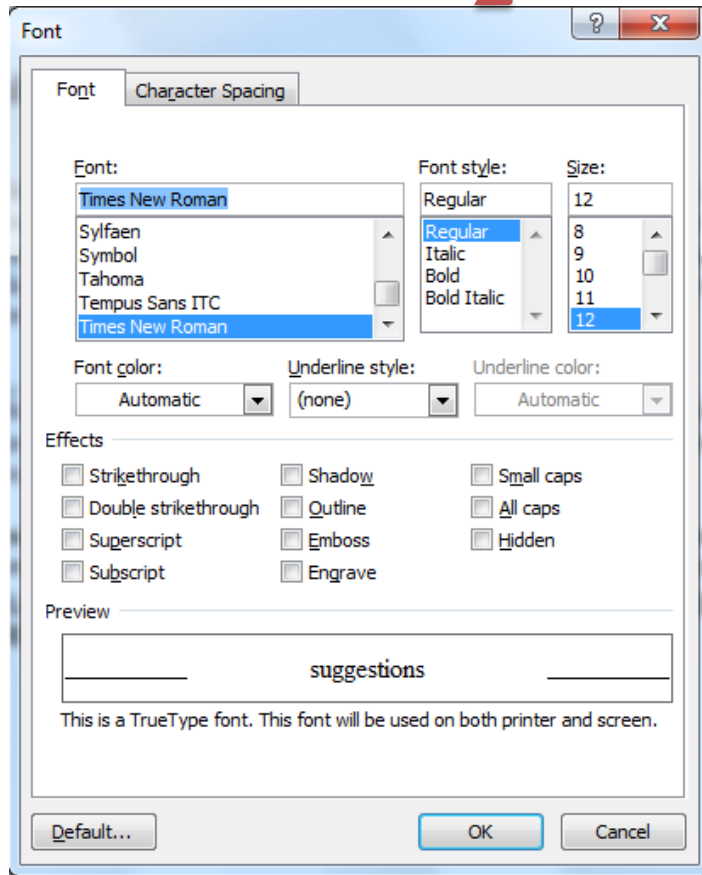 Font
Font Character Spacing
Font: Font style: Size:
Times New Roman Regular 12
Sylfaen Regular 8
Symbol Italic 9
Tahoma Bold 10
Tempus Sans ITC Bold Italic 11
Times New Roman 12
Font color: Underline style: Underline color:
Automatic (none) Automatic
Effects
Strikethrough Shadow Small caps
Double strikethrough Outline All caps
Superscript Emboss Hidden
Subscript Engrave
Preview
suggestions
This is a TrueType font. This font will be used on both printer and screen.
Default... OK Cancel